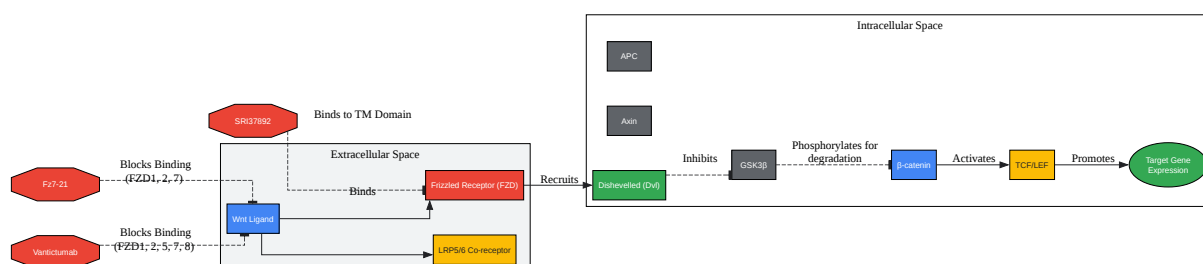 Intracellular Space
APC
SRI37892
Binds to TM Domain
Axin
Extracellular Space
Blocks Binding
(FZD1, 2, 7)
Fz7-21
Binds
Frizzled Receptor (FZD)
Recruits
Dishevelled (Dvl)
Inhibits
GSK3β
Phosphorylates for
degradation
β-catenin
Activates
TCF/LEF
Promotes
Target Gene
Expression
Wnt Ligand
Blocks Binding
(FZD1, 2, 5, 7, 8)
Vantictumab
LRP5/6 Co-receptor